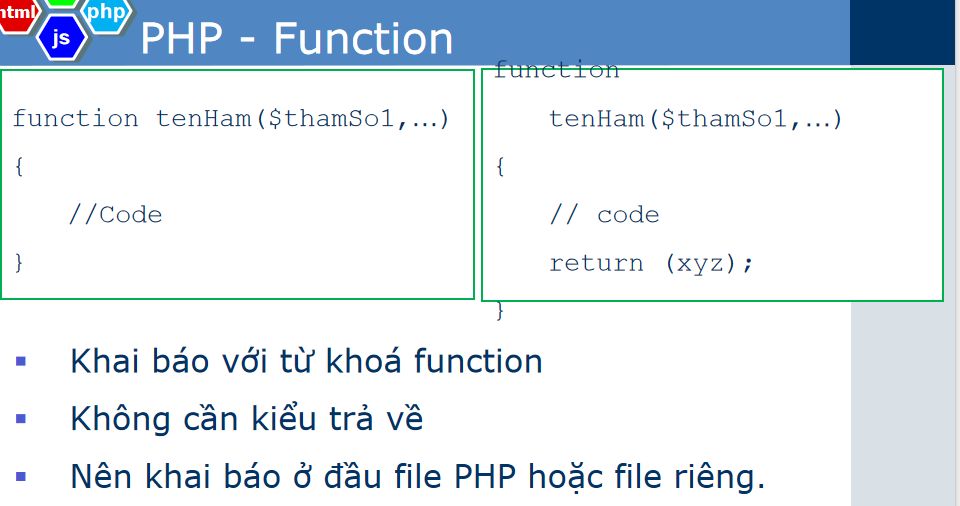 html
php
js
PHP - Function
function tenHam($thamSo1,…)
{
//Code
}
function
tenHam($thamSo1,…)
{
// code
return (xyz);
}
Khai báo với từ khoá function
Không cần kiểu trả về
Nên khai báo ở đầu file PHP hoặc file riêng.